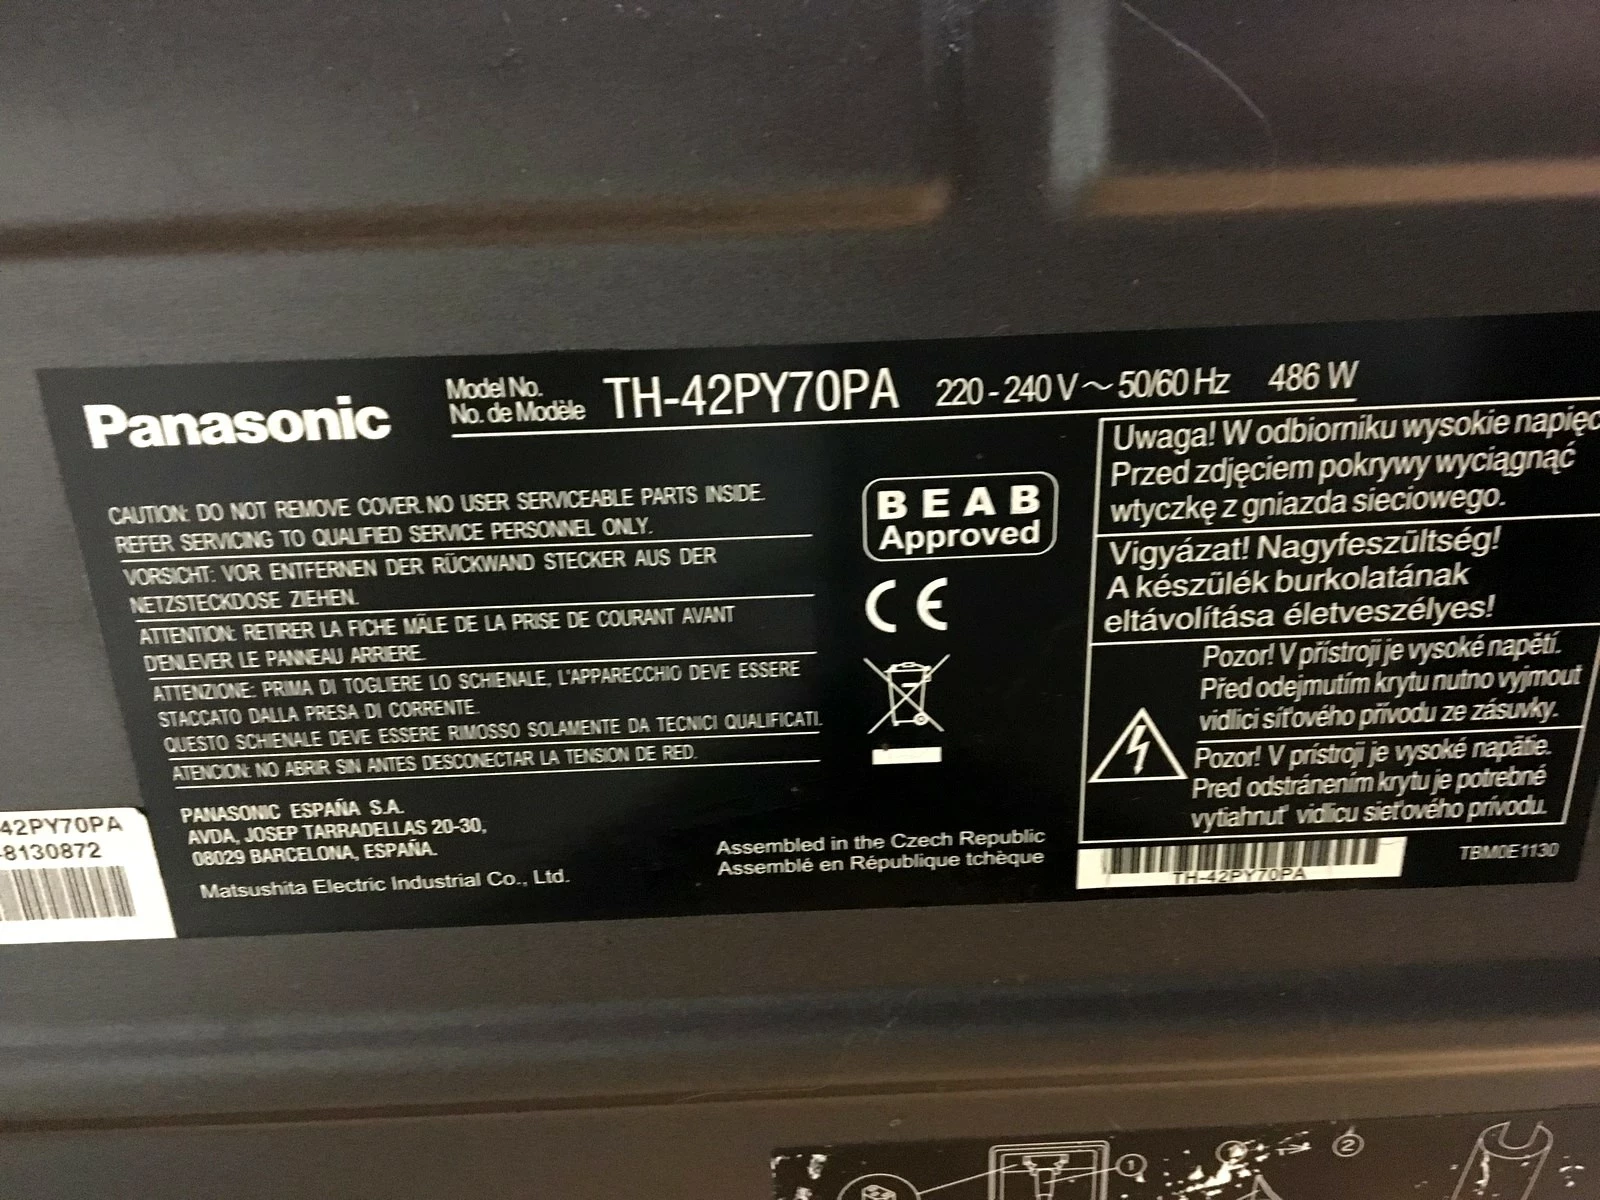 Panasonic
Model No.
No. de Modèle
TH-42PY70PA 220-240 V~50/60 Hz 486 W
CAUTION: DO NOT REMOVE COVER. NO USER SERVICEABLE PARTS INSIDE.
REFER SERVICING TO QUALIFIED SERVICE PERSONNEL ONLY.
VORSICHT: VOR ENTFERNEN DER RÜCKWAND STECKER AUS DER
NETZSTECKDOSE ZIEHEN.
ATTENTION: RETIRER LA FICHE MÂLE DE LA PRISE DE COURANT AVANT
D'ENLEVER LE PANNEAU ARRIERE.
ATTENZIONE: PRIMA DI TOGLIERE LO SCHIENALE, L'APPARECCHIO DEVE ESSERE
STACCATO DALLA PRESA DI CORRENTE.
QUESTO SCHIENALE DEVE ESSERE RIMOSSO SOLAMENTE DA TECNICI QUALIFICATI.
ATENCION: NO ABRIR SIN ANTES DESCONECTAR LA TENSION DE RED.
PANASONIC ESPAÑA S.A.
AVDA, JOSEP TARRADELLAS 20-30,
08029 BARCELONA, ESPAÑA.
Matsushita Electric Industrial Co., Ltd.
BEAB
Approved
CE
Assembled in the Czech Republic
Assemblé en République tchèque
Uwaga! W odbiorniku wysokie napięc
Przed zdjęciem pokrywy wyciągnąć
wtyczkę z gniazda sieciowego.
Vigyázat! Nagyfeszültség!
A készülék burkolatának
eltávolítása életveszélyes!
Pozor! V přístroji je vysoké napětí.
Před odejmutím krytu nutno vyjmout
vidlici síťového přívodu ze zásuvky.
Pozor! V prístroji je vysoké napätie.
Pred odstránením krytu je potrebné
vytiahnuť vidlicu sieťového prívodu.
TH-42PY70PA
TBM0E1130
42PY70PA
-8130872
1
2